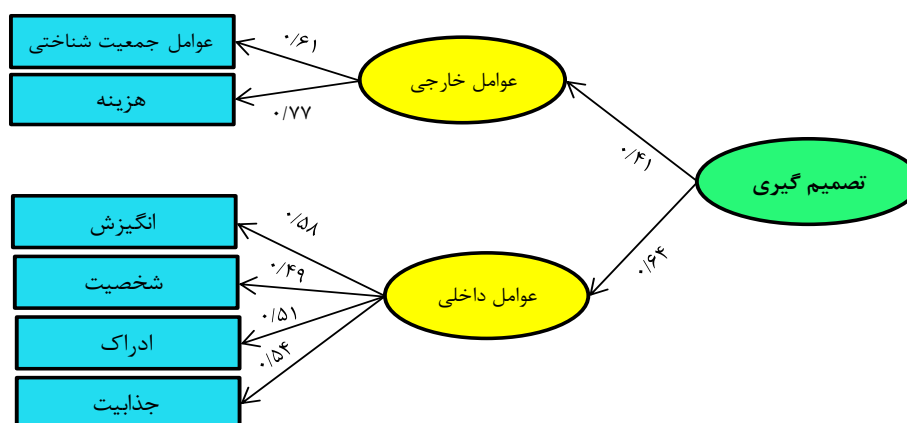 تصمیم گیری
۰/۴۱
۰/۶۴
عوامل خارجی
۰/۶۱
۰/۷۷
عوامل جمعیت شناختی
هزینه
عوامل داخلی
۰/۵۸
۰/۴۹
۰/۵۱
۰/۵۴
انگیزش
شخصیت
ادراک
جذابیت